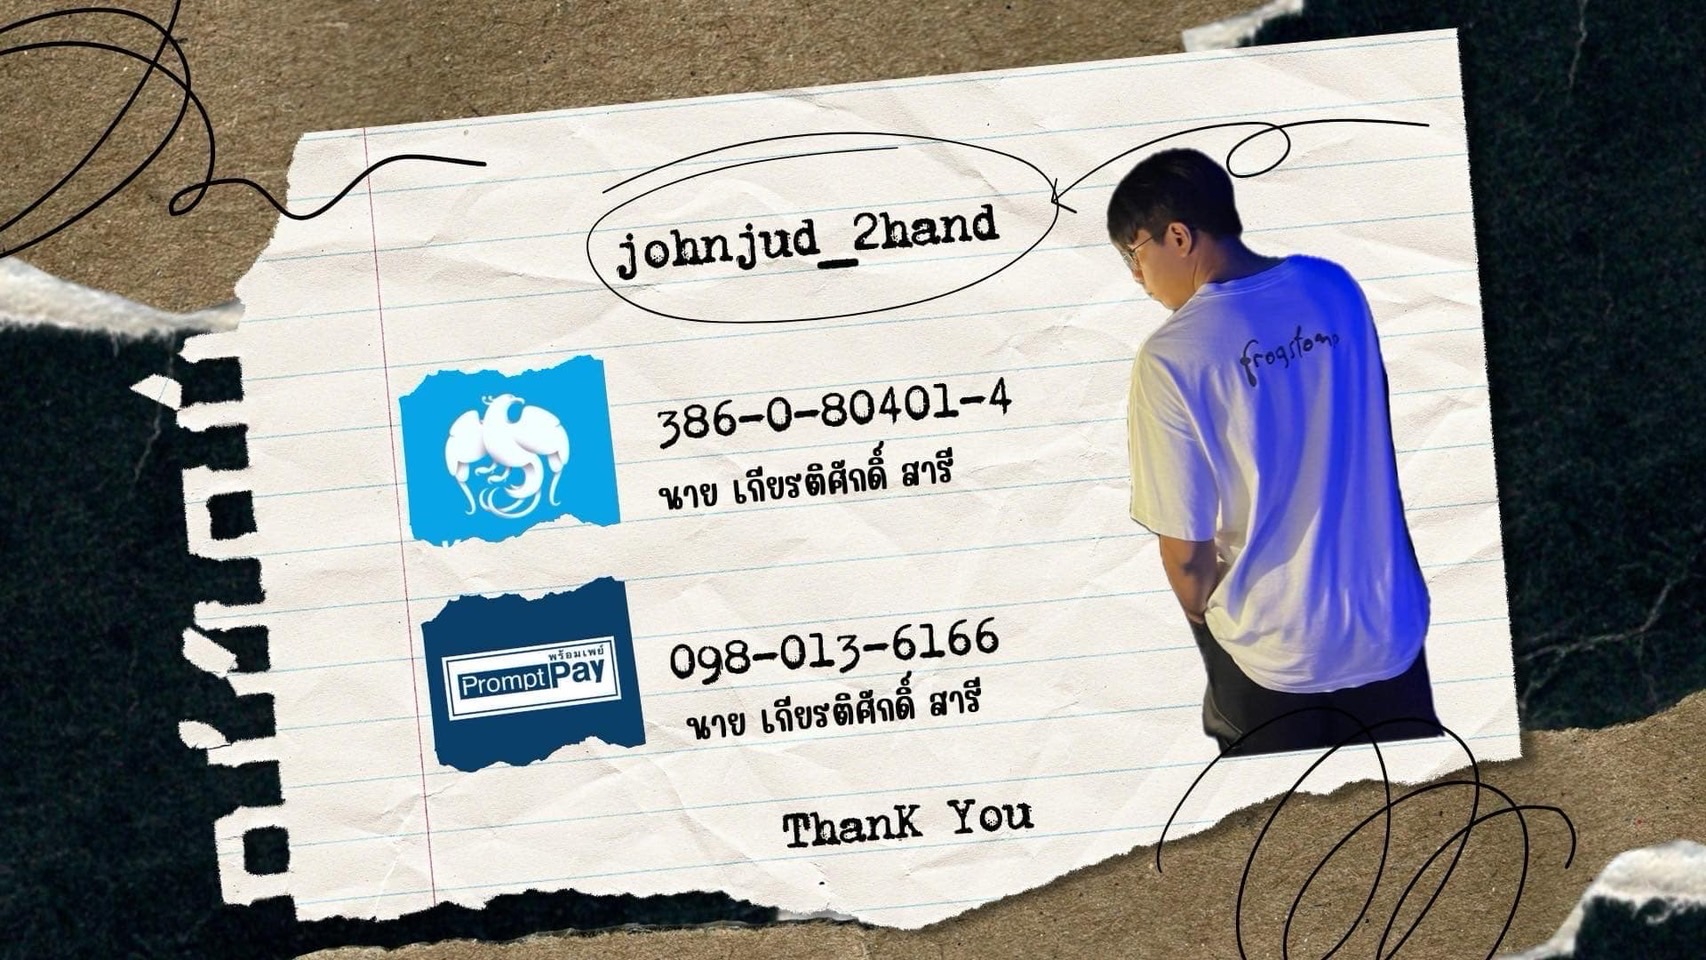 johnjud_2hand
frogstomp
386-0-80401-4
นาย เกียรติศักดิ์ สารี
พร้อมเพย์
PromptPay
098-013-6166
นาย เกียรติศักดิ์ สารี
ThanK You